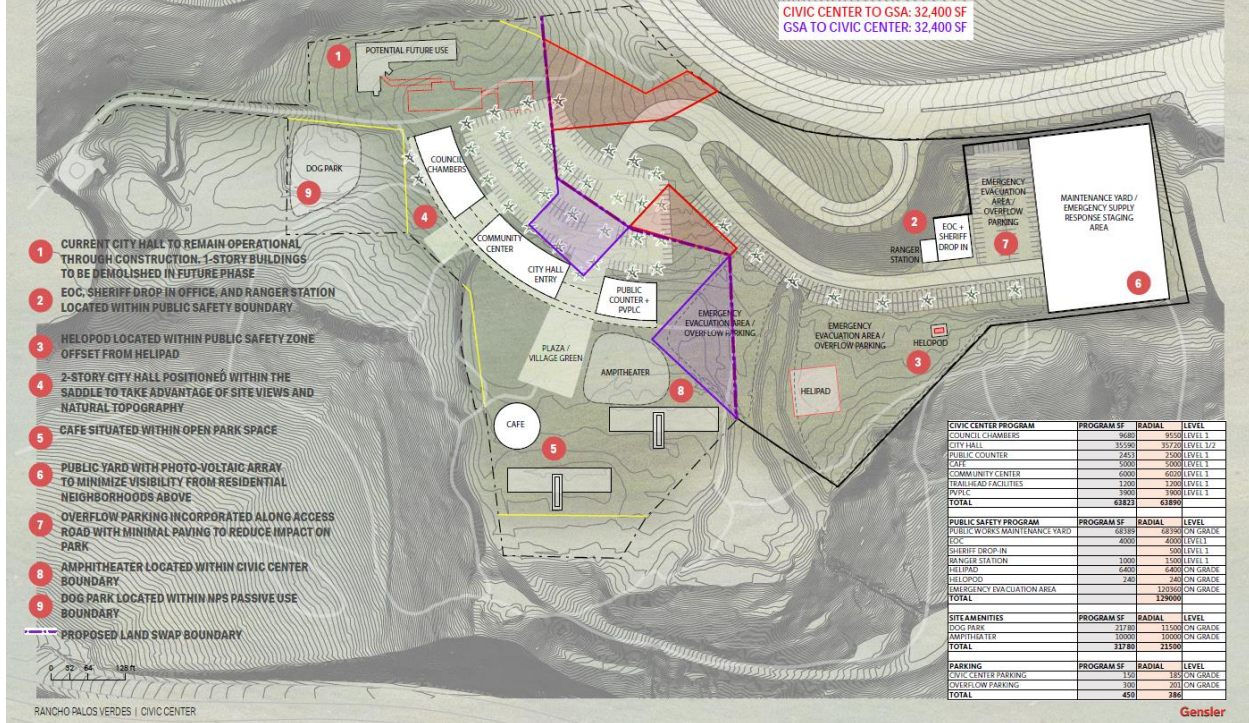 CIVIC CENTER TO GSA: 32,400 SF
GSA TO CIVIC CENTER: 32,400 SF
1
POTENTIAL FUTURE USE
DOG PARK
9
COUNCIL
CHAMBERS
4
COMMUNITY
CENTER
CITY HALL
ENTRY
PUBLIC
COUNTER +
PVPLC
EMERGENCY
EVACUATION AREA /
OVERFLOW PARKING
PLAZA /
VILLAGE GREEN
AMPITHEATER
8
CAFE
5
EMERGENCY
EVACUATION AREA /
OVERFLOW PARKING
HELIPAD
HELOPOD
3
2
RANGER
STATION
EOC +
SHERIFF
DROP IN
EMERGENCY
EVACUATION
AREA /
OVERFLOW
PARKING
7
MAINTENANCE YARD /
EMERGENCY SUPPLY
RESPONSE STAGING
AREA
6
1 CURRENT CITY HALL TO REMAIN OPERATIONAL
THROUGH CONSTRUCTION. 1-STORY BUILDINGS
TO BE DEMOLISHED IN FUTURE PHASE
2 EOC, SHERIFF DROP IN OFFICE, AND RANGER STATION
LOCATED WITHIN PUBLIC SAFETY BOUNDARY
3 HELOPOD LOCATED WITHIN PUBLIC SAFETY ZONE
OFFSET FROM HELIPAD
4 2-STORY CITY HALL POSITIONED WITHIN THE
SADDLE TO TAKE ADVANTAGE OF SITE VIEWS AND
NATURAL TOPOGRAPHY
5 CAFE SITUATED WITHIN OPEN PARK SPACE
6 PUBLIC YARD WITH PHOTO-VOLTAIC ARRAY
TO MINIMIZE VISIBILITY FROM RESIDENTIAL
NEIGHBORHOODS ABOVE
7 OVERFLOW PARKING INCORPORATED ALONG ACCESS
ROAD WITH MINIMAL PAVING TO REDUCE IMPACT ON
PARK
8 AMPHITHEATER LOCATED WITHIN CIVIC CENTER
BOUNDARY
9 DOG PARK LOCATED WITHIN NPS PASSIVE USE
BOUNDARY
PROPOSED LAND SWAP BOUNDARY
0 32 64 128 ft
CIVIC CENTER PROGRAM PROGRAM SF RADIAL LEVEL
COUNCIL CHAMBERS 9680 9550 LEVEL 1
CITY HALL 35590 35720 LEVEL 1/2
PUBLIC COUNTER 2453 2500 LEVEL 1
CAFÉ 5000 5000 LEVEL 1
COMMUNITY CENTER 6000 6020 LEVEL 1
TRAILHEAD FACILITIES 1200 1200 LEVEL 1
PVPLC 3900 3900 LEVEL 1
TOTAL 63823 63890
PUBLIC SAFETY PROGRAM PROGRAM SF RADIAL LEVEL
PUBLIC WORKS MAINTENANCE YARD 68389 68390 ON GRADE
EOC 4000 4000 LEVEL1
SHERIFF DROP-IN 500 LEVEL 1
RANGER STATION 1000 1500 LEVEL 1
HELIPAD 6400 6400 ON GRADE
HELOPOD 240 240 ON GRADE
EMERGENCY EVACUATION AREA 120360 ON GRADE
TOTAL 129000
SITE AMENITIES PROGRAM SF RADIAL LEVEL
DOG PARK 21780 11500 ON GRADE
AMPITHEATER 10000 10000 ON GRADE
TOTAL 31780 21500
PARKING PROGRAM SF RADIAL LEVEL
CIVIC CENTER PARKING 150 185 ON GRADE
OVERFLOW PARKING 300 201 ON GRADE
TOTAL 450 386
RANCHO PALOS VERDES | CIVIC CENTER
Gensler